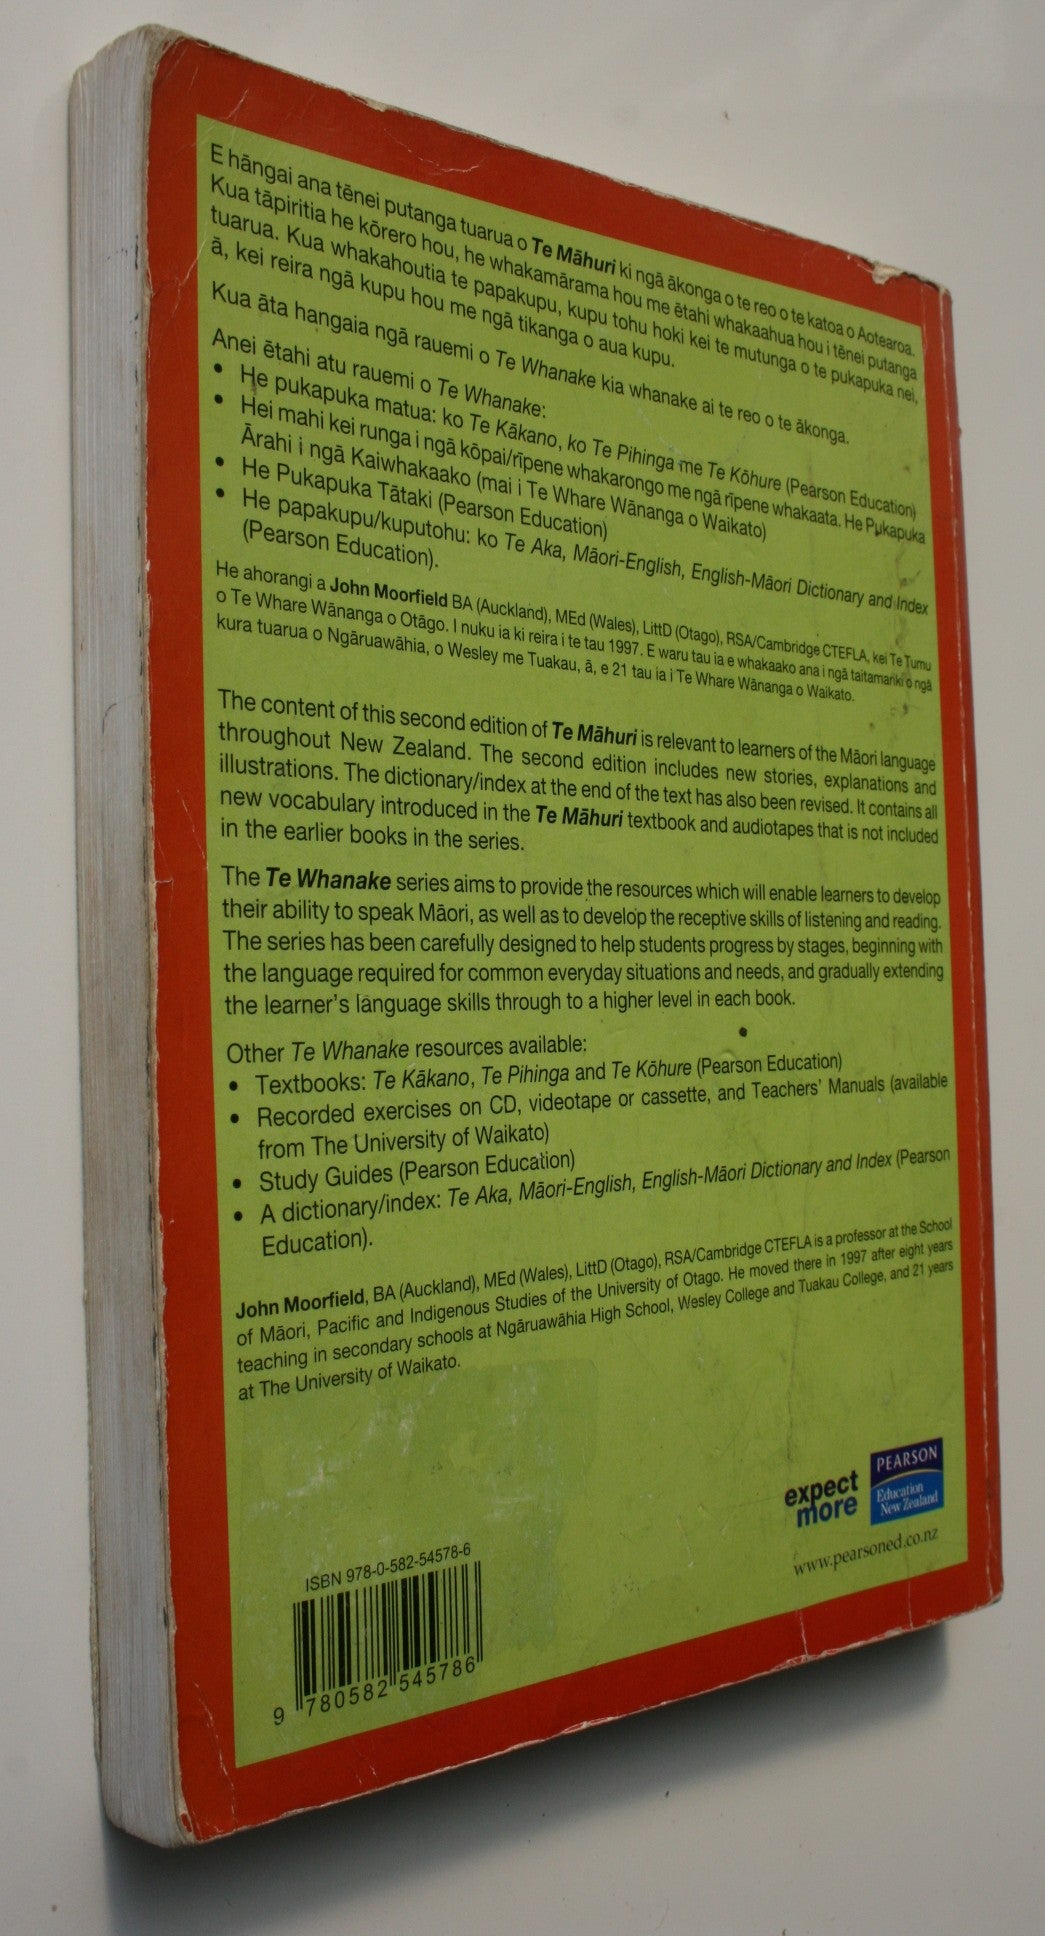 E hāngai ana tēnei putanga tuarua o Te Māhuri ki ngā ākonga o te reo o te katoa o Aotearoa.
Kua tāpiritia he kōrero hou, he whakamārama hou me ētahi whakaahua hou i tēnei putanga
tuarua. Kua whakahoutia te papakupu, kupu tohu hoki kei te mutunga o te pukapuka nei,
ā, kei reira ngā kupu hou me ngā tikanga o aua kupu.
Kua āta hangaia ngā rauemi o Te Whanake kia whanake ai te reo o te ākonga.
Anei ētahi atu rauemi o Te Whanake:
• He pukapuka matua: ko Te Kākano, ko Te Pihinga me Te Kōhure (Pearson Education)
• Hei mahi kei runga i ngā kōpai/rīpene whakarongo me ngā rīpene whakaata. He Pukapuka
Ārahi i ngā Kaiwhakaako (mai i Te Whare Wānanga o Waikato)
• He Pukapuka Tātaki (Pearson Education)
• He papakupu/kuputohu: ko Te Aka, Māori-English, English-Māori Dictionary and Index
(Pearson Education).
He ahorangi a John Moorfield BA (Auckland), MEd (Wales), LittD (Otago), RSA/Cambridge CTEFLA, kei Te Tumu
o Te Whare Wānanga o Otāgo. I nuku ia ki reira i te tau 1997. E waru tau ia e whakaako ana i ngā taitamariki o ngā
kura tuarua o Ngāruawāhia, o Wesley me Tuakau, ā, e 21 tau ia i Te Whare Wānanga o Waikato.
The content of this second edition of Te Māhuri is relevant to learners of the Māori language
throughout New Zealand. The second edition includes new stories, explanations and
illustrations. The dictionary/index at the end of the text has also been revised. It contains all
new vocabulary introduced in the Te Māhuri textbook and audiotapes that is not included
in the earlier books in the series.
The Te Whanake series aims to provide the resources which will enable learners to develop
their ability to speak Māori, as well as to develop the receptive skills of listening and reading.
The series has been carefully designed to help students progress by stages, beginning with
the language required for common everyday situations and needs, and gradually extending
the learner's language skills through to a higher level in each book.
Other Te Whanake resources available:
• Textbooks: Te Kākano, Te Pihinga and Te Kōhure (Pearson Education)
• Recorded exercises on CD, videotape or cassette, and Teachers' Manuals (available
from The University of Waikato)
• Study Guides (Pearson Education)
• A dictionary/index: Te Aka, Māori-English, English-Māori Dictionary and Index (Pearson
Education).
John Moorfield, BA (Auckland), MEd (Wales), LittD (Otago), RSA/Cambridge CTEFLA is a professor at the School
of Māori, Pacific and Indigenous Studies of the University of Otago. He moved there in 1997 after eight years
teaching in secondary schools at Ngāruawāhia High School, Wesley College and Tuakau College, and 21 years
at The University of Waikato.
expect
more
PEARSON
Education
New Zealand
www.pearsoned.co.nz
ISBN 978-0-582-54578-6
9 780582 545786